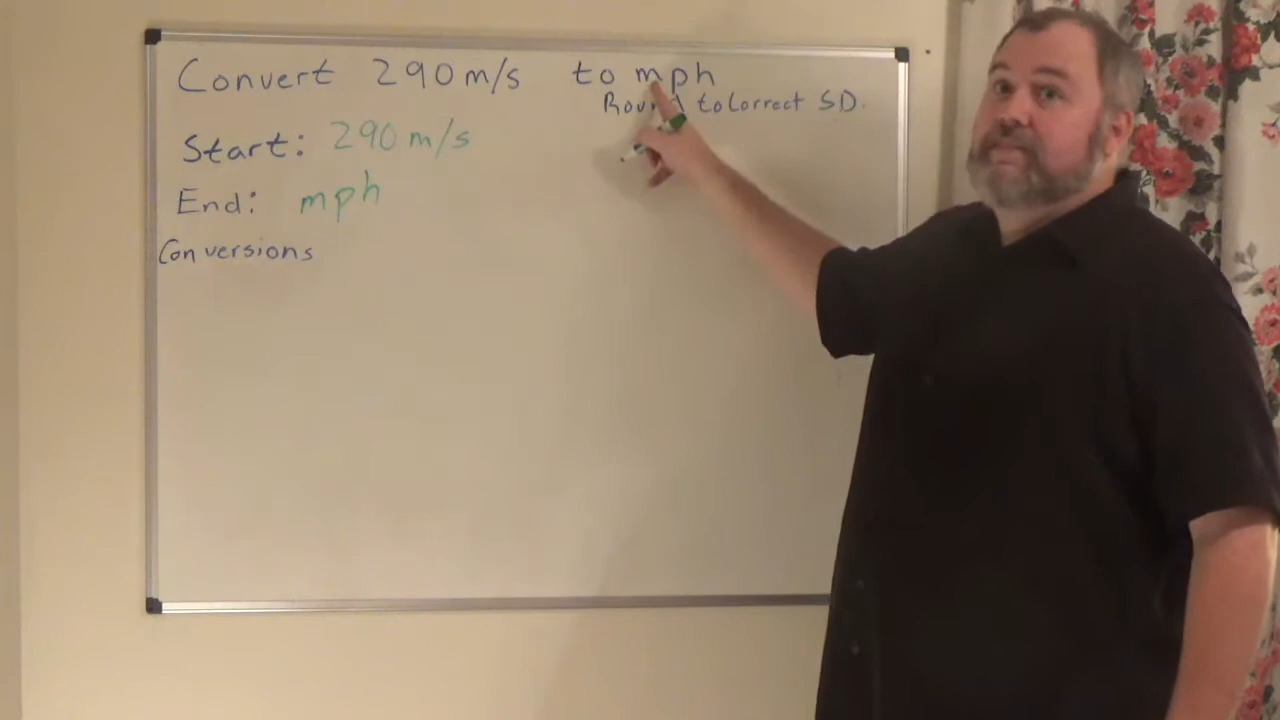 Convert 290 m/s to mph
Round to Correct SD.
Start: 290 m/s
End: mph
Conversions